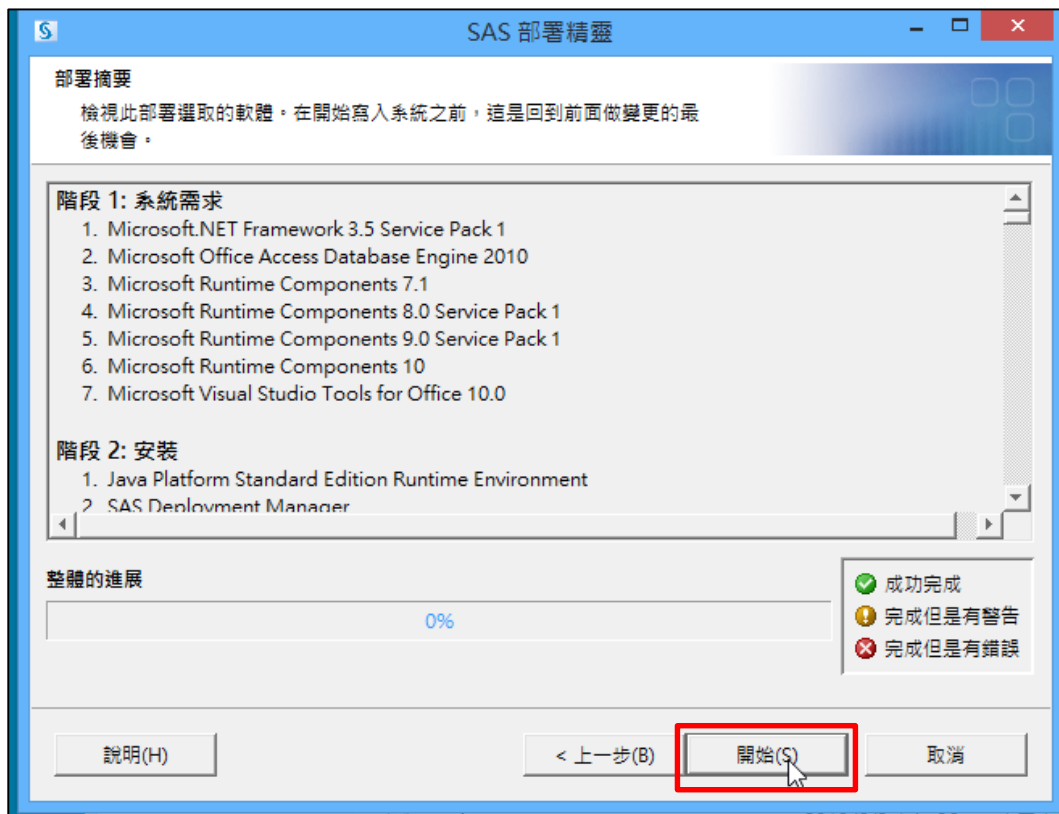 SAS 部署精靈
部署摘要
檢視此部署選取的軟體。在開始寫入系統之前，這是回到前面做變更的最
後機會。
階段 1: 系統需求
1. Microsoft.NET Framework 3.5 Service Pack 1
2. Microsoft Office Access Database Engine 2010
3. Microsoft Runtime Components 7.1
4. Microsoft Runtime Components 8.0 Service Pack 1
5. Microsoft Runtime Components 9.0 Service Pack 1
6. Microsoft Runtime Components 10
7. Microsoft Visual Studio Tools for Office 10.0
階段 2: 安裝
1. Java Platform Standard Edition Runtime Environment
2. SAS Deployment Manager
整體的進展
0%
成功完成
完成但是有警告
完成但是有錯誤
說明(H)
< 上一步(B)
開始(S)
取消